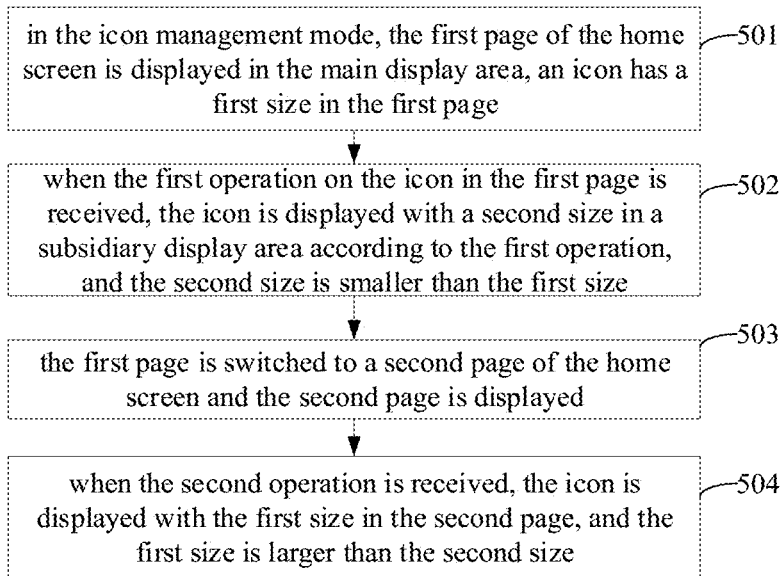 in the icon management mode, the first page of the home
screen is displayed in the main display area, an icon has a
first size in the first page
501
when the first operation on the icon in the first page is
received, the icon is displayed with a second size in a
subsidiary display area according to the first operation,
and the second size is smaller than the first size
502
the first page is switched to a second page of the home
screen and the second page is displayed
503
when the second operation is received, the icon is
displayed with the first size in the second page, and the
first size is larger than the second size
504